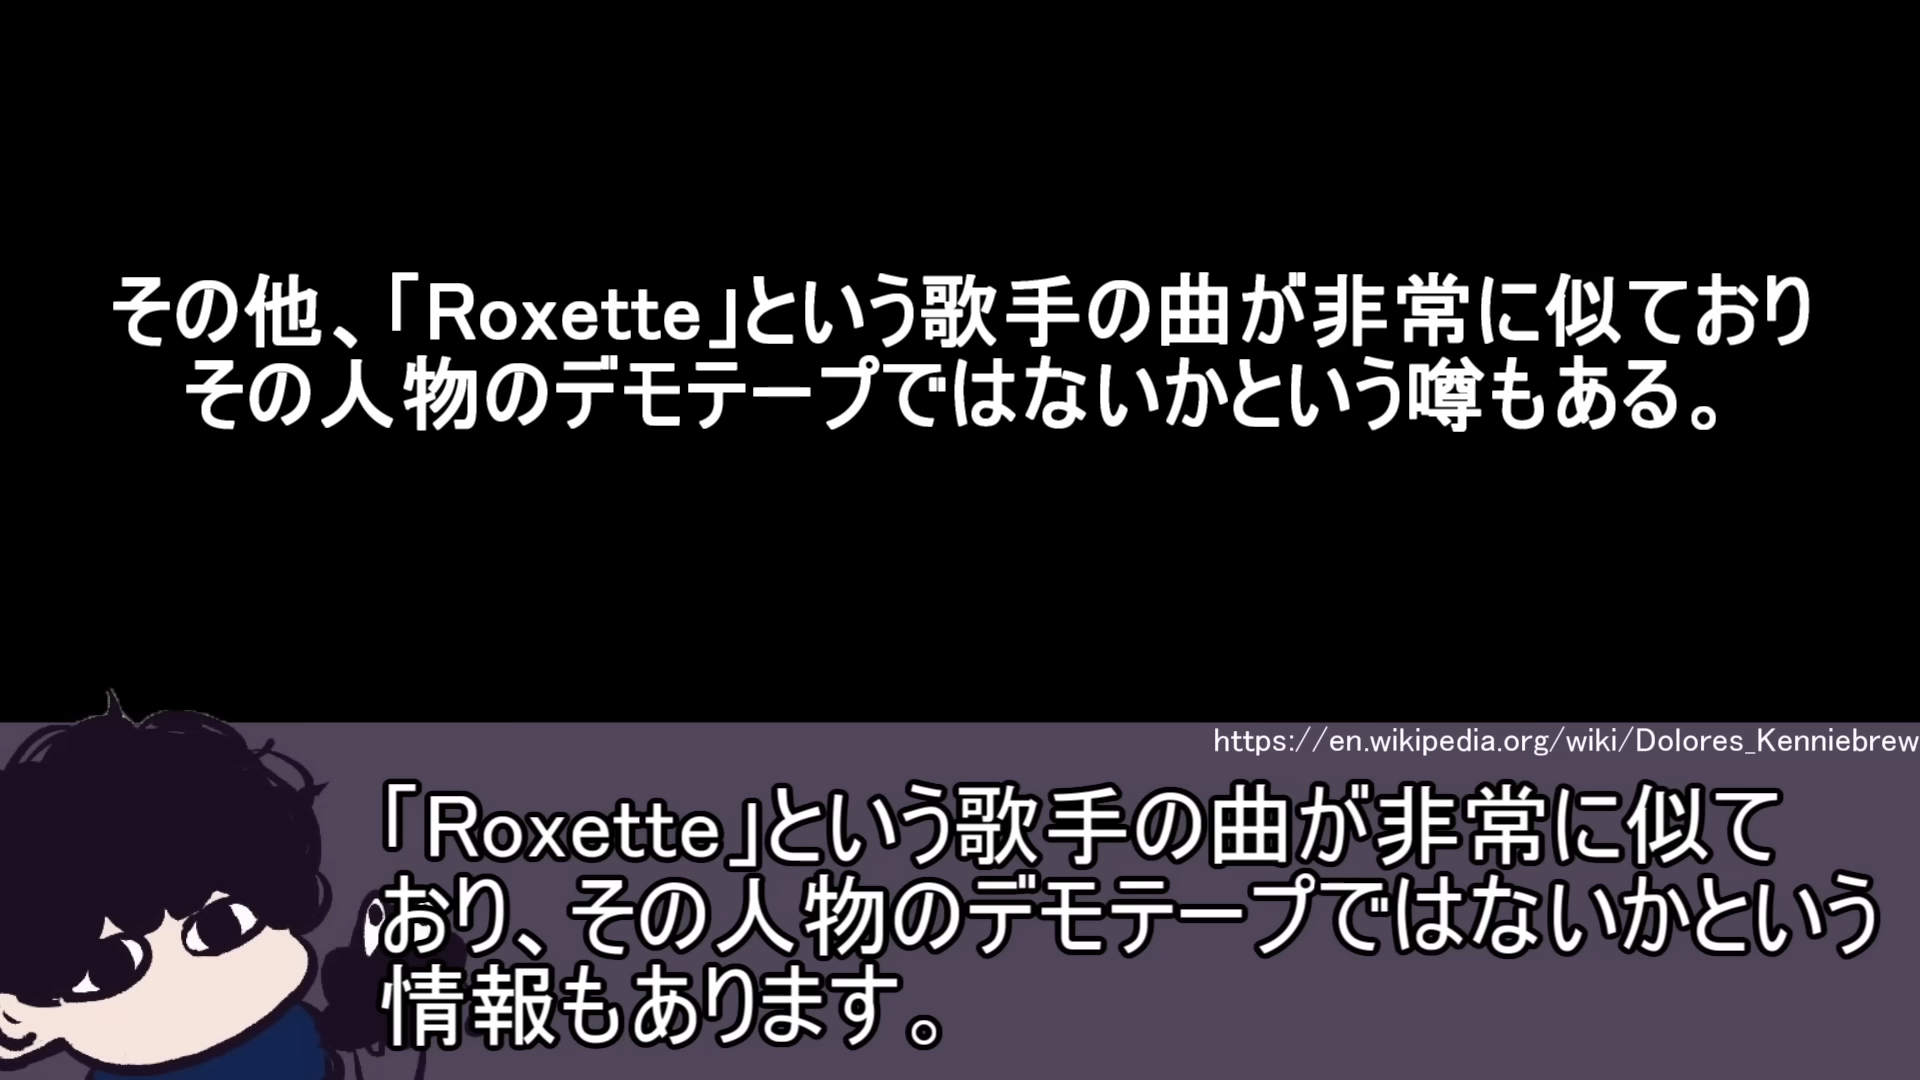 その他、「Roxette」という歌手の曲が非常に似ており
その人物のデモテープではないかという噂もある。
https://en.wikipedia.org/wiki/Dolores_Kenniebrew
「Roxette」という歌手の曲が非常に似て
おり、その人物のデモテープではないかという
情報もあります。